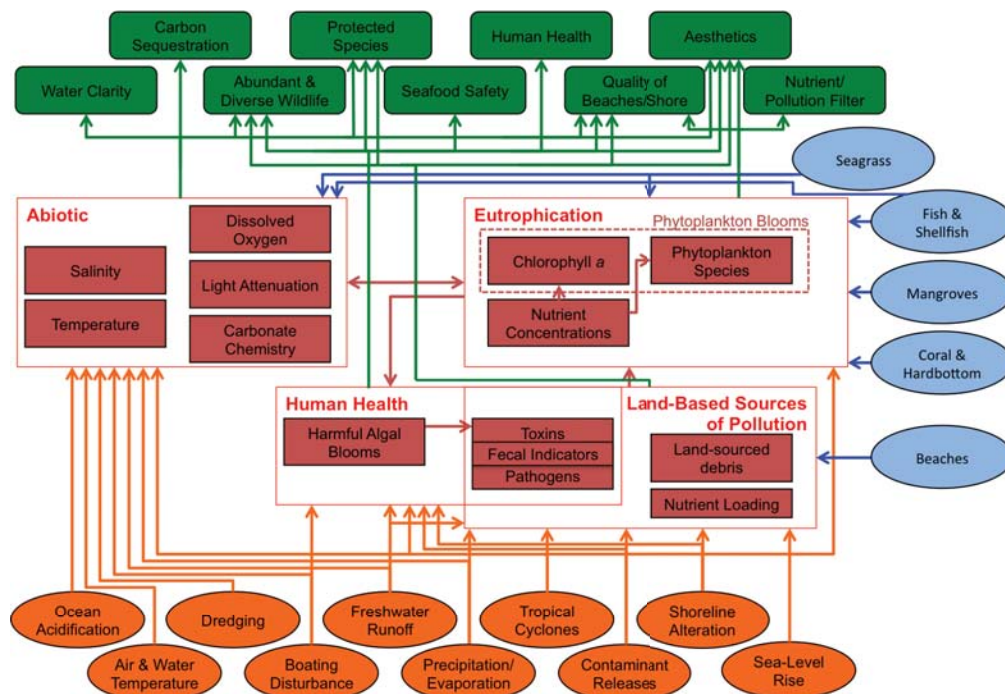 Carbon
Sequestration
Protected
Species
Human Health
Aesthetics
Water Clarity
Abundant &
Diverse Wildlife
Seafood Safety
Quality of
Beaches/Shore
Nutrient/
Pollution Filter
Seagrass
Abiotic
Dissolved
Oxygen
Salinity
Light Attenuation
Temperature
Carbonate
Chemistry
Eutrophication
Phytoplankton Blooms
Chlorophyll a
Phytoplankton
Species
Nutrient
Concentrations
Fish &
Shellfish
Mangroves
Coral &
Hardbottom
Human Health
Harmful Algal
Blooms
Toxins
Fecal Indicators
Pathogens
Land-Based Sources
of Pollution
Land-sourced
debris
Nutrient Loading
Beaches
Ocean
Acidification
Dredging
Freshwater
Runoff
Tropical
Cyclones
Shoreline
Alteration
Air & Water
Temperature
Boating
Disturbance
Precipitation/
Evaporation
Contaminant
Releases
Sea-Level
Rise